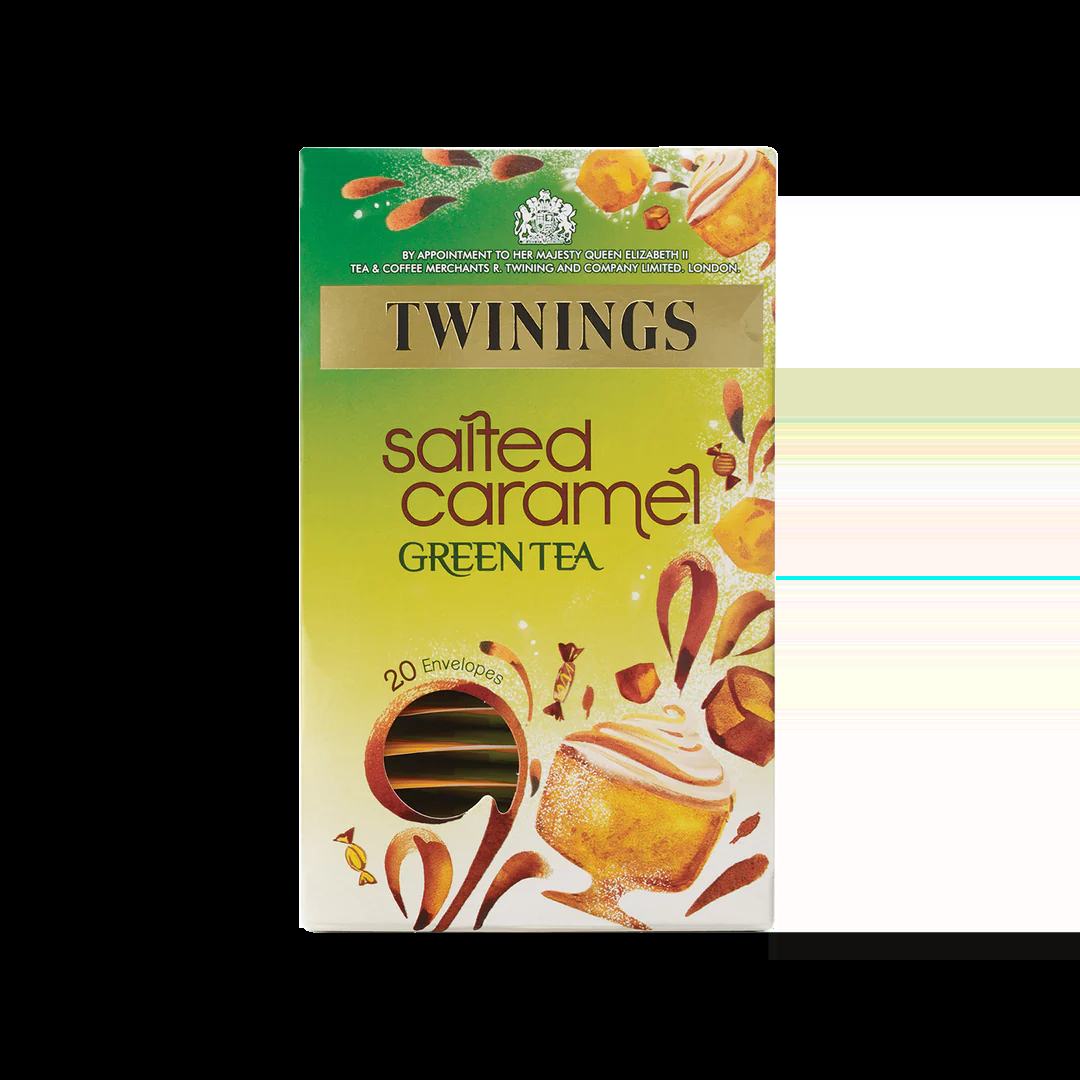 BY APPOINTMENT TO HER MAJESTY QUEEN ELIZABETH II
TEA & COFFEE MERCHANTS R. TWINING AND COMPANY LIMITED. LONDON.
TWININGS
salted
caramel
GREEN TEA
20 Envelopes